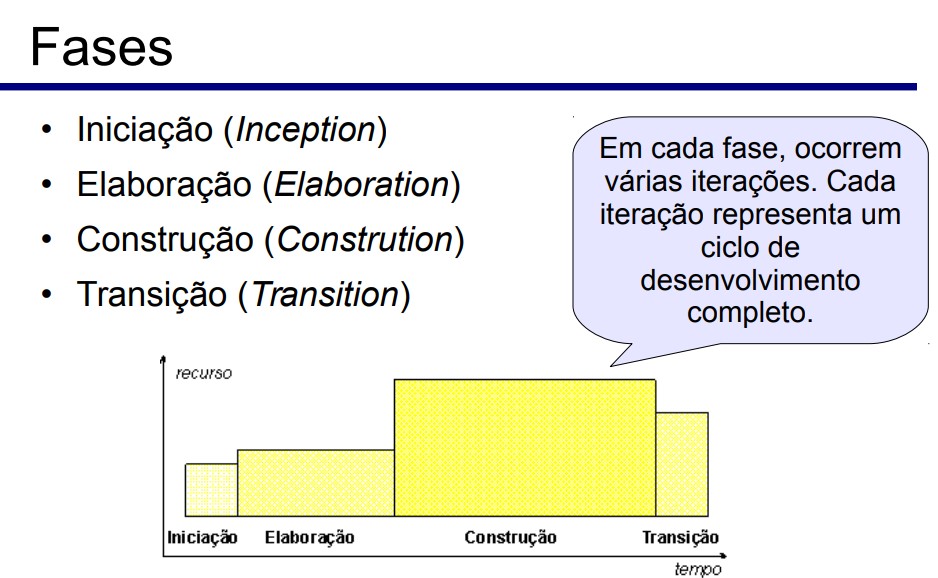 Fases
• Iniciação (Inception)
• Elaboração (Elaboration)
• Construção (Constrution)
• Transição (Transition)
Em cada fase, ocorrem
várias iterações. Cada
iteração representa um
ciclo de
desenvolvimento
completo.
recurso
Iniciação Elaboração Construção Transição
tempo